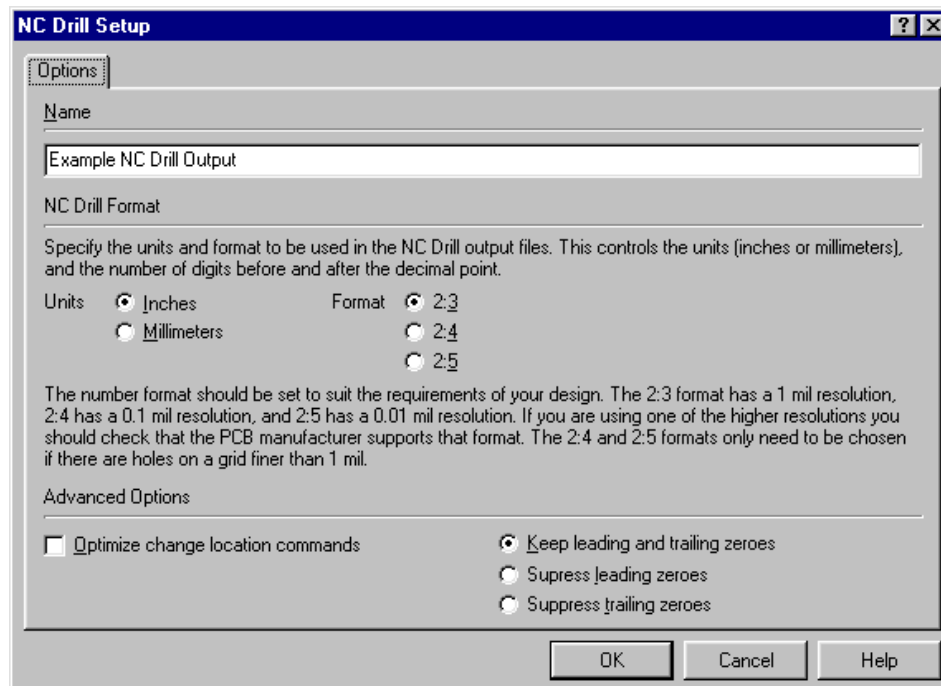 NC Drill Setup
Options
Name
Example NC Drill Output
NC Drill Format
Specify the units and format to be used in the NC Drill output files. This controls the units (inches or millimeters),
and the number of digits before and after the decimal point.
Units Inches Format 2:3
Millimeters 2:4
2:5
The number format should be set to suit the requirements of your design. The 2:3 format has a 1 mil resolution,
2:4 has a 0.1 mil resolution, and 2:5 has a 0.01 mil resolution. If you are using one of the higher resolutions you
should check that the PCB manufacturer supports that format. The 2:4 and 2:5 formats only need to be chosen
if there are holes on a grid finer than 1 mil.
Advanced Options
Optimize change location commands Keep leading and trailing zeroes
Supress leading zeroes
Suppress trailing zeroes
OK Cancel Help